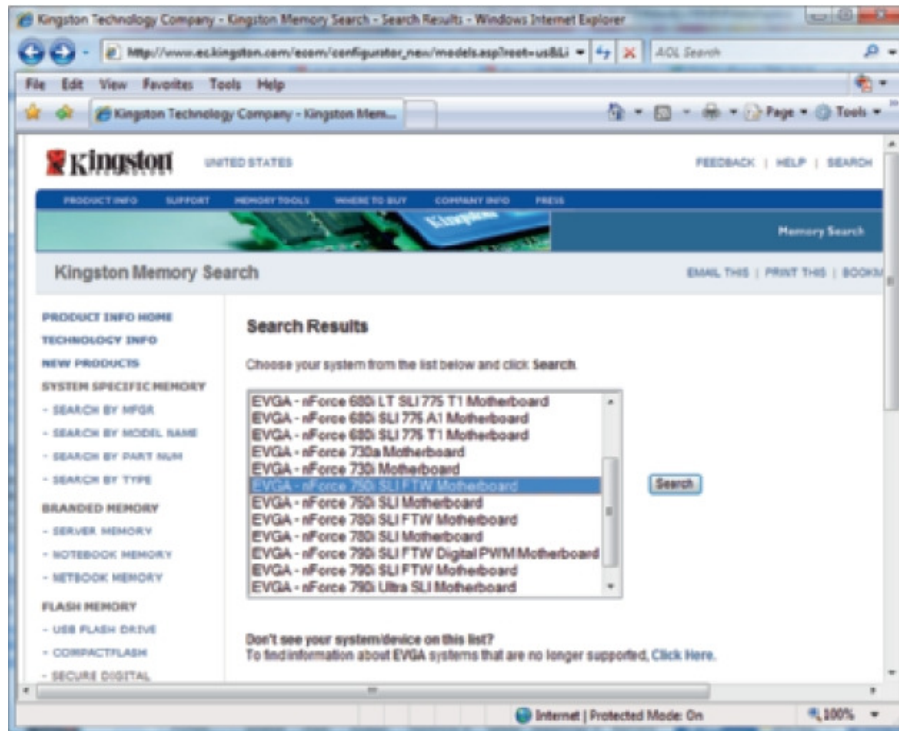 Kingston Technology Company - Kingston Memory Search - Search Results - Windows Internet Explorer
http://www.ec.kingston.com/ecom/configurator_new/models.asp?root=us&Li
AOL Search
File Edit View Favorites Tools Help
Kingston Technology Company - Kingston Mem...
Page Tools
Kingston
TECHNOLOGY
UNITED STATES
FEEDBACK | HELP | SEARCH
PRODUCT INFO SUPPORT MEMORY TOOLS WHERE TO BUY COMPANY INFO PRESS
Kingston
Memory Search
Kingston Memory Search
EMAIL THIS | PRINT THIS | BOOKM
PRODUCT INFO HOME
TECHNOLOGY INFO
NEW PRODUCTS
SYSTEM SPECIFIC MEMORY
- SEARCH BY MFGR
- SEARCH BY MODEL NAME
- SEARCH BY PART NUM
- SEARCH BY TYPE
BRANDED MEMORY
- SERVER MEMORY
- NOTEBOOK MEMORY
- NETBOOK MEMORY
FLASH MEMORY
- USB FLASH DRIVE
- COMPACTFLASH
- SECURE DIGITAL
Search Results
Choose your system from the list below and click Search.
EVGA - nForce 680i LT SLI 775 T1 Motherboard
EVGA - nForce 680i SLI 775 A1 Motherboard
EVGA - nForce 680i SLI 775 T1 Motherboard
EVGA - nForce 730a Motherboard
EVGA - nForce 730i Motherboard
EVGA - nForce 750i SLI FTW Motherboard
EVGA - nForce 750i SLI Motherboard
EVGA - nForce 780i SLI FTW Motherboard
EVGA - nForce 780i SLI Motherboard
EVGA - nForce 790i SLI FTW Digital PWM Motherboard
EVGA - nForce 790i SLI FTW Motherboard
EVGA - nForce 790i Ultra SLI Motherboard
Search
Don't see your system/device on this list?
To find information about EVGA systems that are no longer supported, Click Here.
Internet | Protected Mode: On
100%